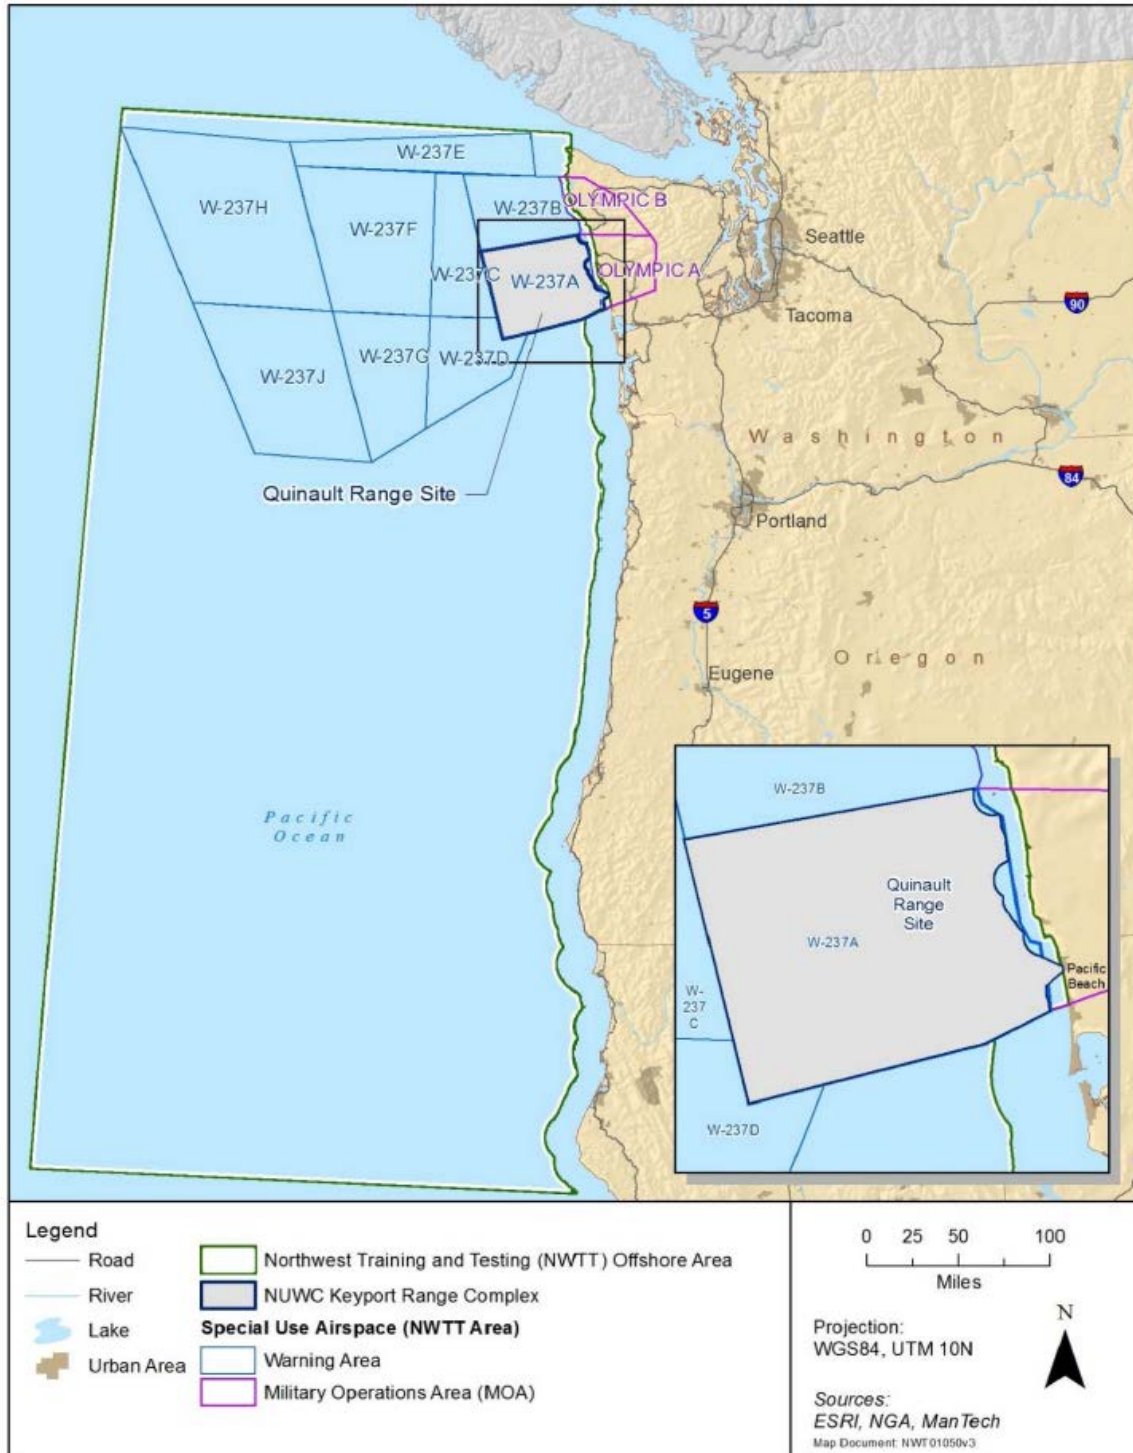 W-237E
W-237H
OLYMPIC B
W-237B
W-237F
Seattle
W-237C
W-237A
OLYMPIC A
90
Tacoma
W-237G
W-237D
W-237J
Washington
84
Quinault Range Site
Portland
5
Oregon
Eugene
Pacific
Ocean
W-237B
Quinault
Range
Site
W-237A
Pacific
Beach
W-
237
C
W-237D
Legend
Road
River
Lake
Urban Area
Northwest Training and Testing (NWTT) Offshore Area
NUWC Keyport Range Complex
Special Use Airspace (NWTT Area)
Warning Area
Military Operations Area (MOA)
0 25 50 100
Miles
Projection:
WGS84, UTM 10N
N
Sources:
ESRI, NGA, ManTech
Map Document: NWT01050v3